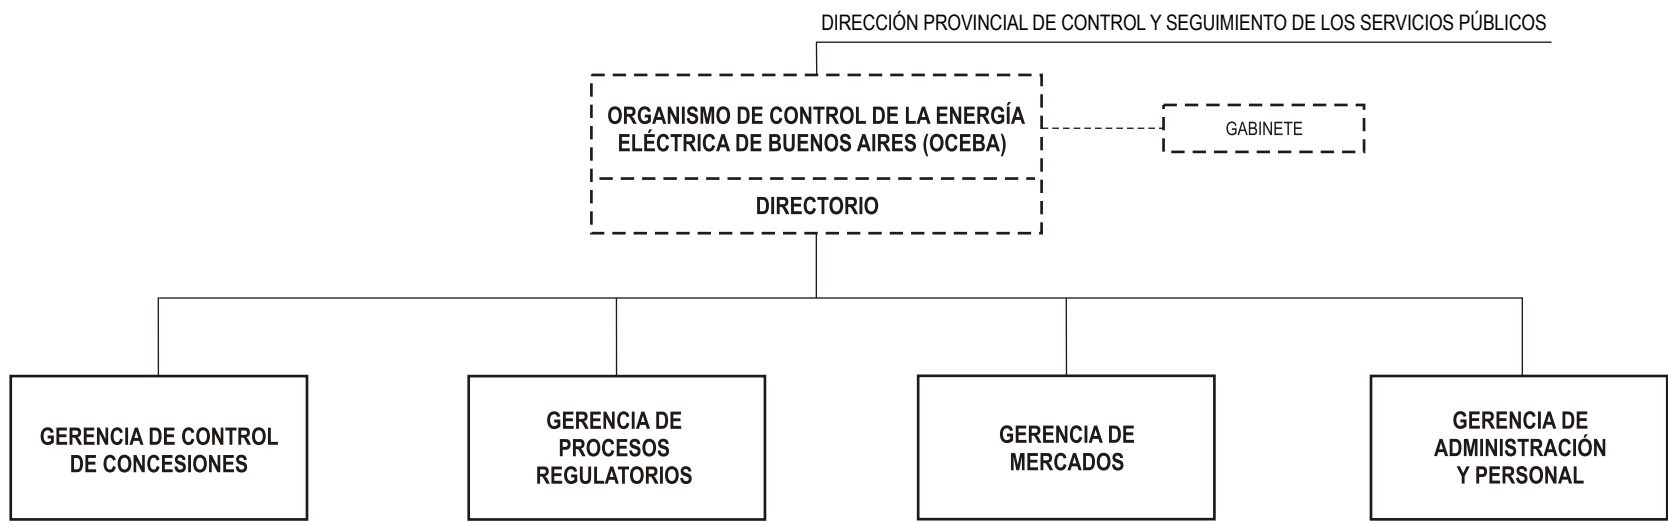 DIRECCIÓN PROVINCIAL DE CONTROL Y SEGUIMIENTO DE LOS SERVICIOS PÚBLICOS
ORGANISMO DE CONTROL DE LA ENERGÍA
ELÉCTRICA DE BUENOS AIRES (OCEBA)
GABINETE
DIRECTORIO
GERENCIA DE CONTROL
DE CONCESIONES
GERENCIA DE
PROCESOS
REGULATORIOS
GERENCIA DE
MERCADOS
GERENCIA DE
ADMINISTRACIÓN
Y PERSONAL